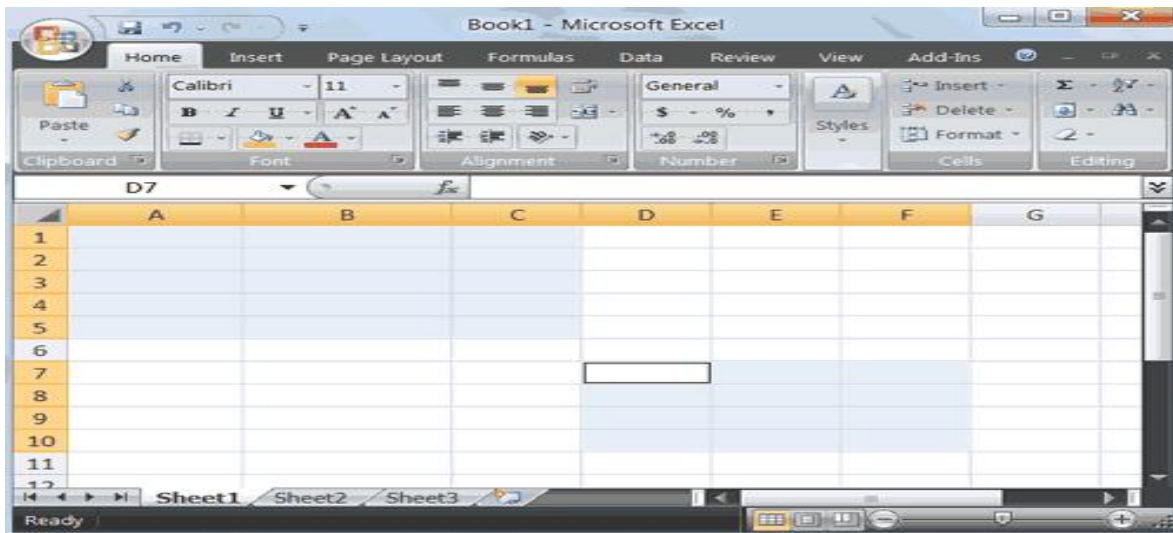 Book1 - Microsoft Excel
Home Insert Page Layout Formulas Data Review View Add-Ins
Calibri 11 General Insert Σ
B I U A A $ % , Delete
Paste Styles Format
Clipboard Font Alignment Number Cells Editing
D7 fx
A B C D E F G
1
2
3
4
5
6
7
8
9
10
11
12
Sheet1 Sheet2 Sheet3
Ready